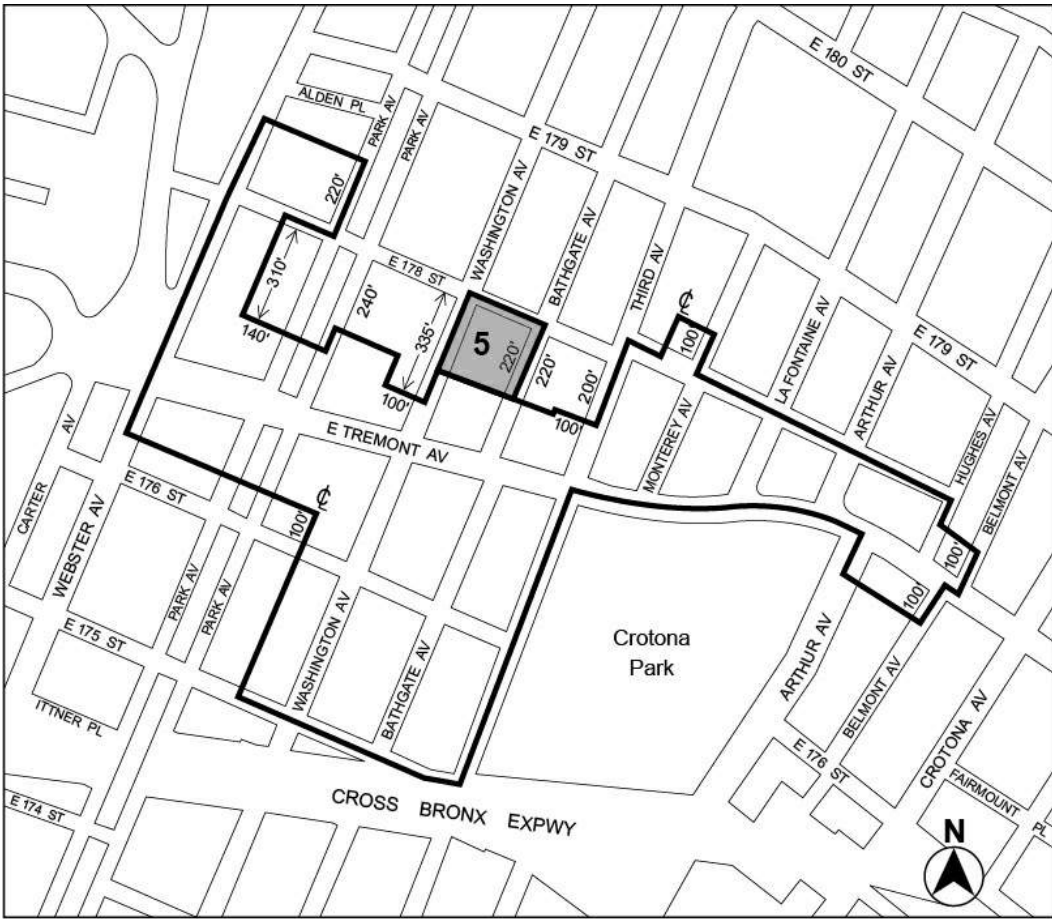 E 180 ST
ALDEN PL
PARK AV
PARK AV
E 179 ST
WASHINGTON AV
BATHGATE AV
THIRD AV
220'
310'
E 178 ST
240'
335'
140'
5
220'
220'
200'
100'
100'
℄
100'
LA FONTAINE AV
ARTHUR AV
E 179 ST
HUGHES AV
BELMONT AV
E TREMONT AV
MONTEREY AV
CARTER AV
WEBSTER AV
E 176 ST
100'
℄
100'
100'
PARK AV
PARK AV
E 175 ST
WASHINGTON AV
BATHGATE AV
Crotona
Park
ARTHUR AV
BELMONT AV
CROTONA AV
ITTNER PL
E 176 ST
FAIRMOUNT PL
E 174 ST
CROSS BRONX EXPWY
N